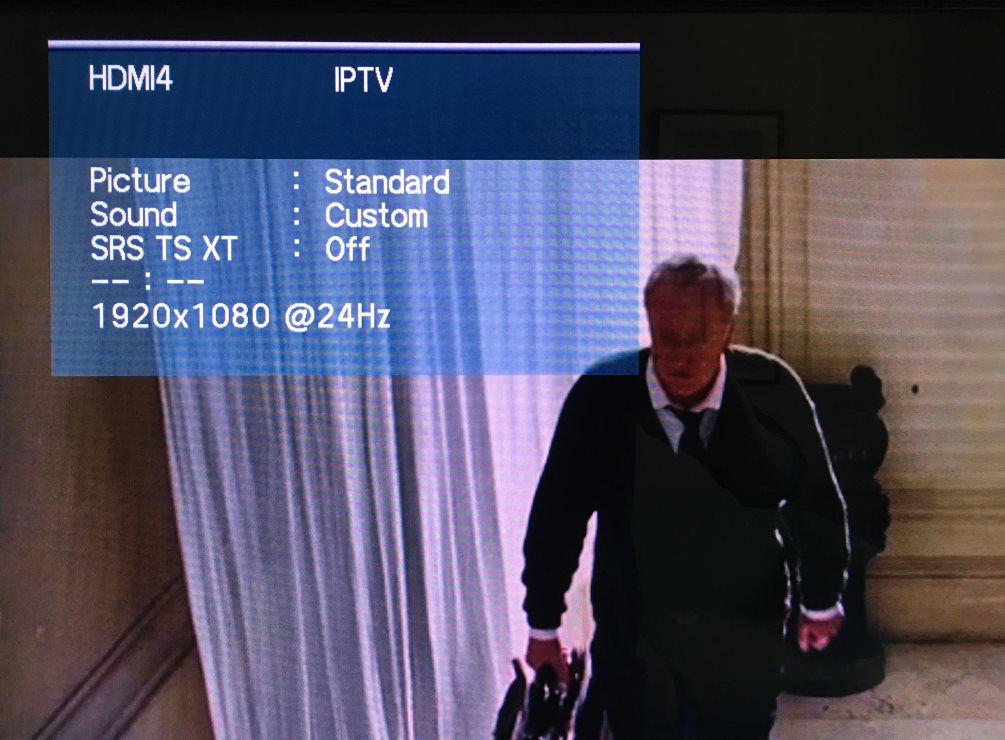 HDMI4 IPTV
Picture : Standard
Sound : Custom
SRS TS XT : Off
-- : --
1920x1080 @24Hz